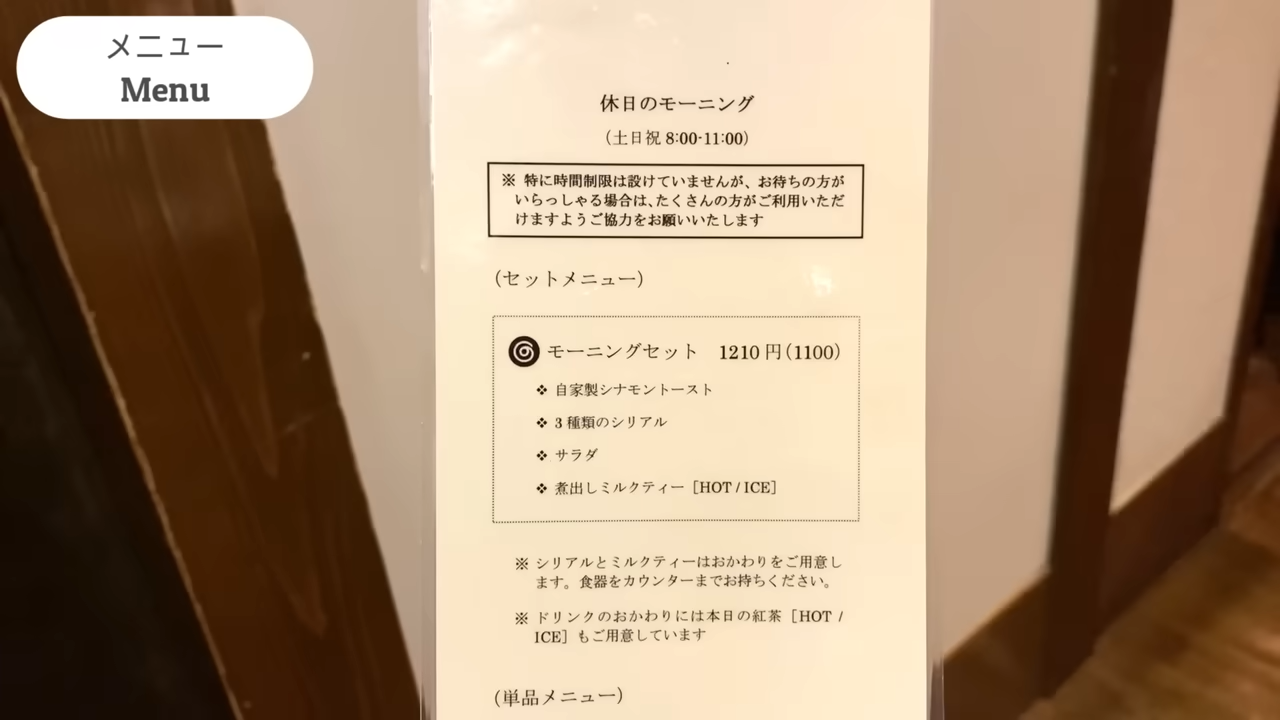 メニュー
Menu
休日のモーニング
（土日祝 8:00-11:00）
※ 特に時間制限は設けていませんが、お待ちの方が
いらっしゃる場合は、たくさんの方がご利用いただ
けますようご協力をお願いいたします
（セットメニュー）
モーニングセット　1210 円（1100）
❖ 自家製シナモントースト
❖ 3 種類のシリアル
❖ サラダ
❖ 煮出しミルクティー［HOT / ICE］
※ シリアルとミルクティーはおかわりをご用意し
ます。食器をカウンターまでお持ちください。
※ ドリンクのおかわりには本日の紅茶［HOT /
ICE］もご用意しています
（単品メニュー）